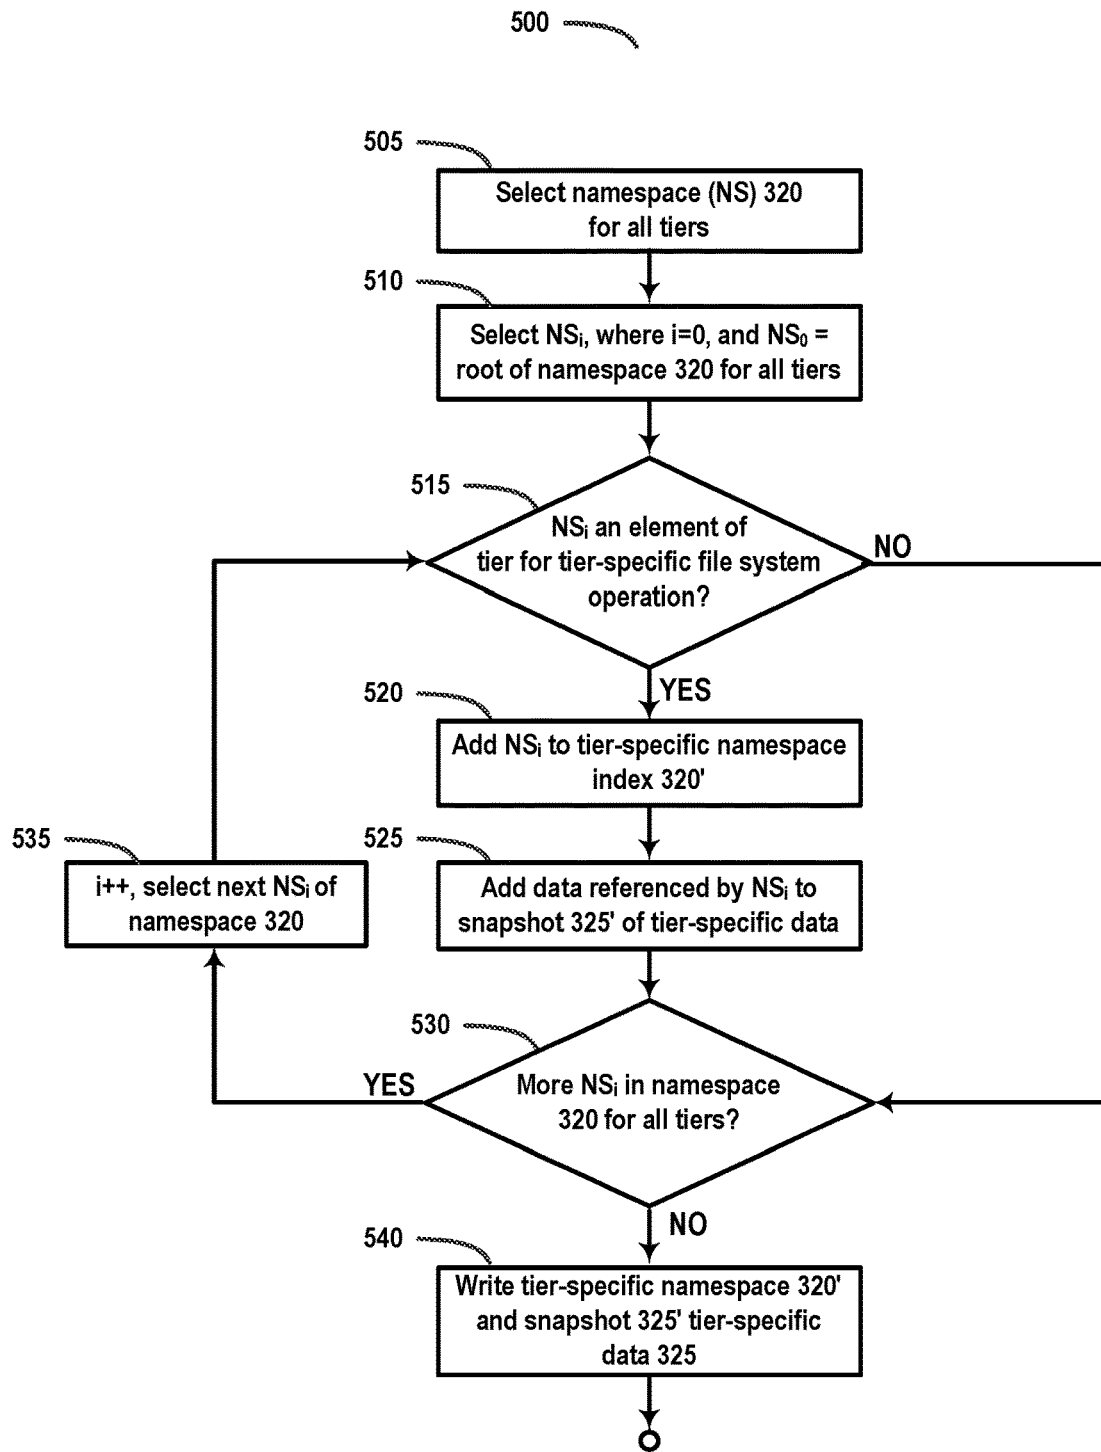 500
505
Select namespace (NS) 320
for all tiers
510
Select NSᵢ, where i=0, and NS₀ =
root of namespace 320 for all tiers
515
NSᵢ an element of
tier for tier-specific file system
operation?
NO
YES
520
Add NSᵢ to tier-specific namespace
index 320'
535
i++, select next NSᵢ of
namespace 320
525
Add data referenced by NSᵢ to
snapshot 325' of tier-specific data
530
More NSᵢ in namespace
320 for all tiers?
YES
NO
540
Write tier-specific namespace 320'
and snapshot 325' tier-specific
data 325